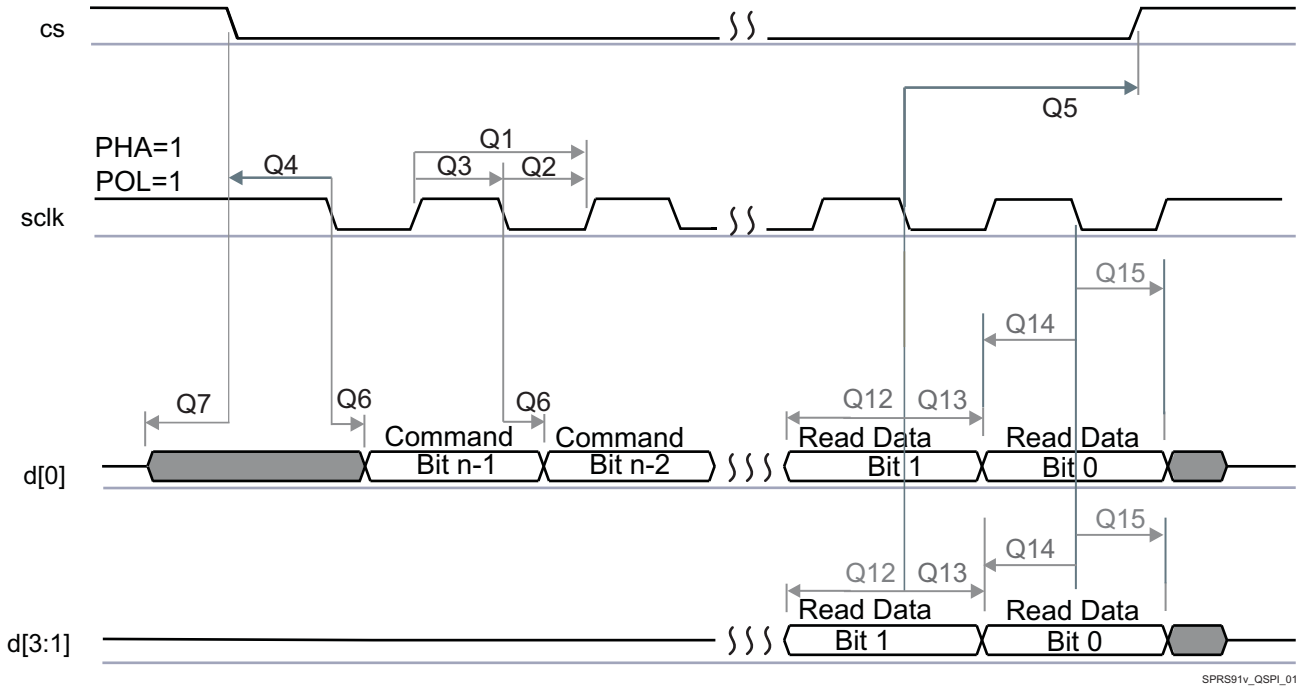 cs
Q5
PHA=1
POL=1
Q4
Q1
Q3
Q2
sclk
Q15
Q14
Q7
Q6
Q6
Q12
Q13
Command
Command
Read Data
Read Data
d[0]
Bit n-1
Bit n-2
Bit 1
Bit 0
Q15
Q14
Q12
Q13
Read Data
Read Data
d[3:1]
Bit 1
Bit 0
SPRS91v_QSPI_01